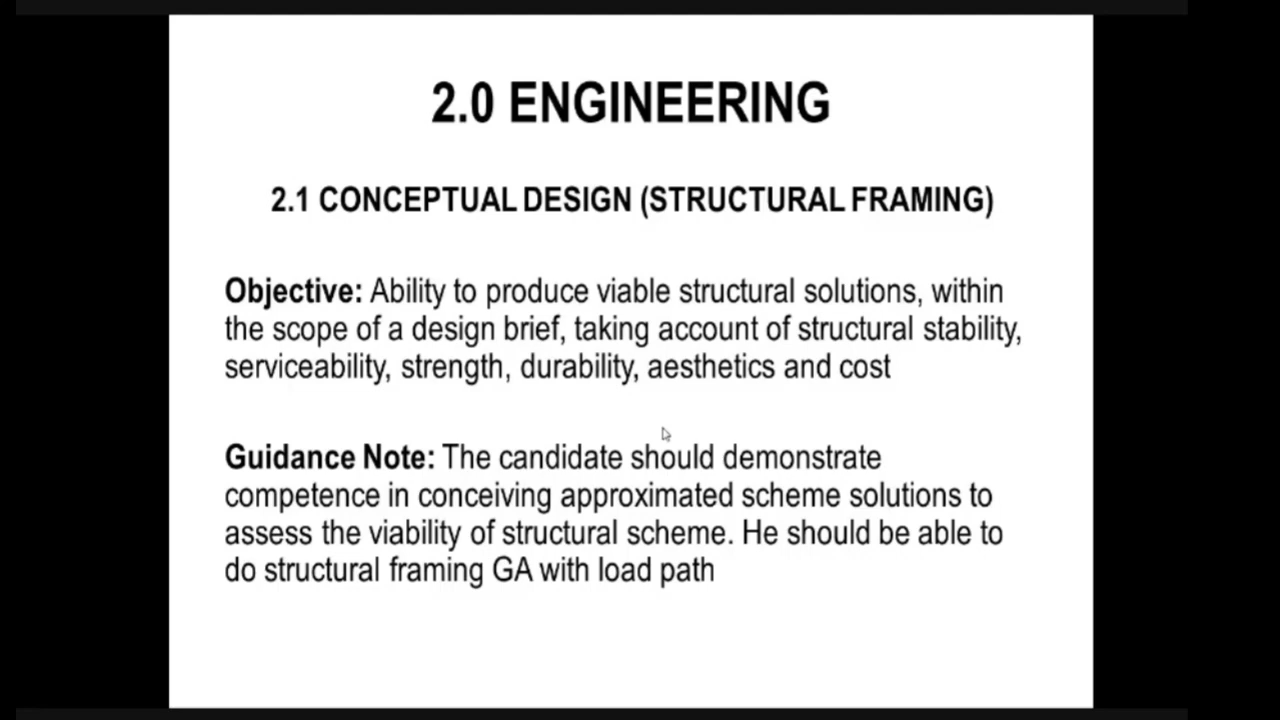 2.0 ENGINEERING
2.1 CONCEPTUAL DESIGN (STRUCTURAL FRAMING)
Objective: Ability to produce viable structural solutions, within
the scope of a design brief, taking account of structural stability,
serviceability, strength, durability, aesthetics and cost
Guidance Note: The candidate should demonstrate
competence in conceiving approximated scheme solutions to
assess the viability of structural scheme. He should be able to
do structural framing GA with load path